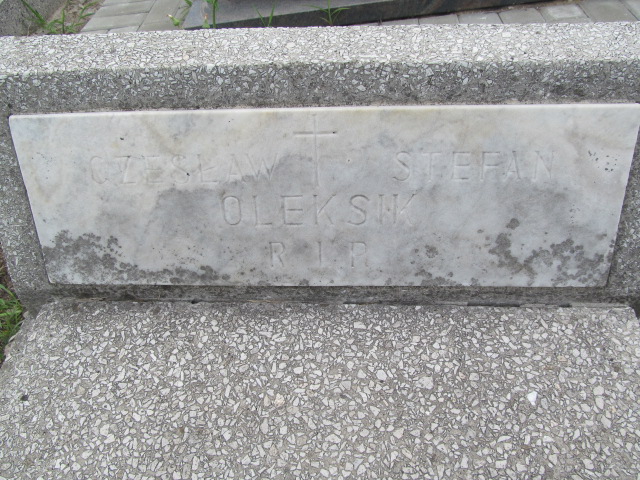 CZESŁAW STEFAN
OLEKSIK
R.I.P.